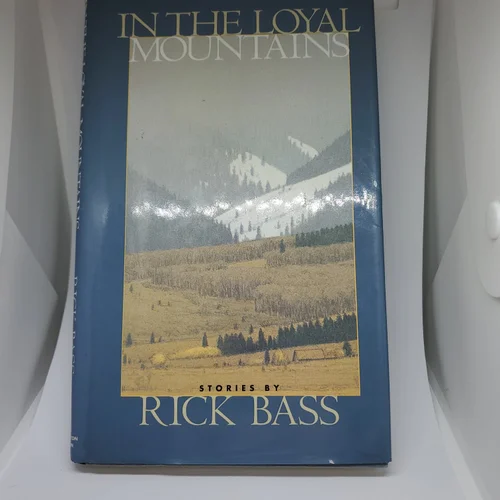 IN THE LOYAL
MOUNTAINS
STORIES BY
RICK BASS